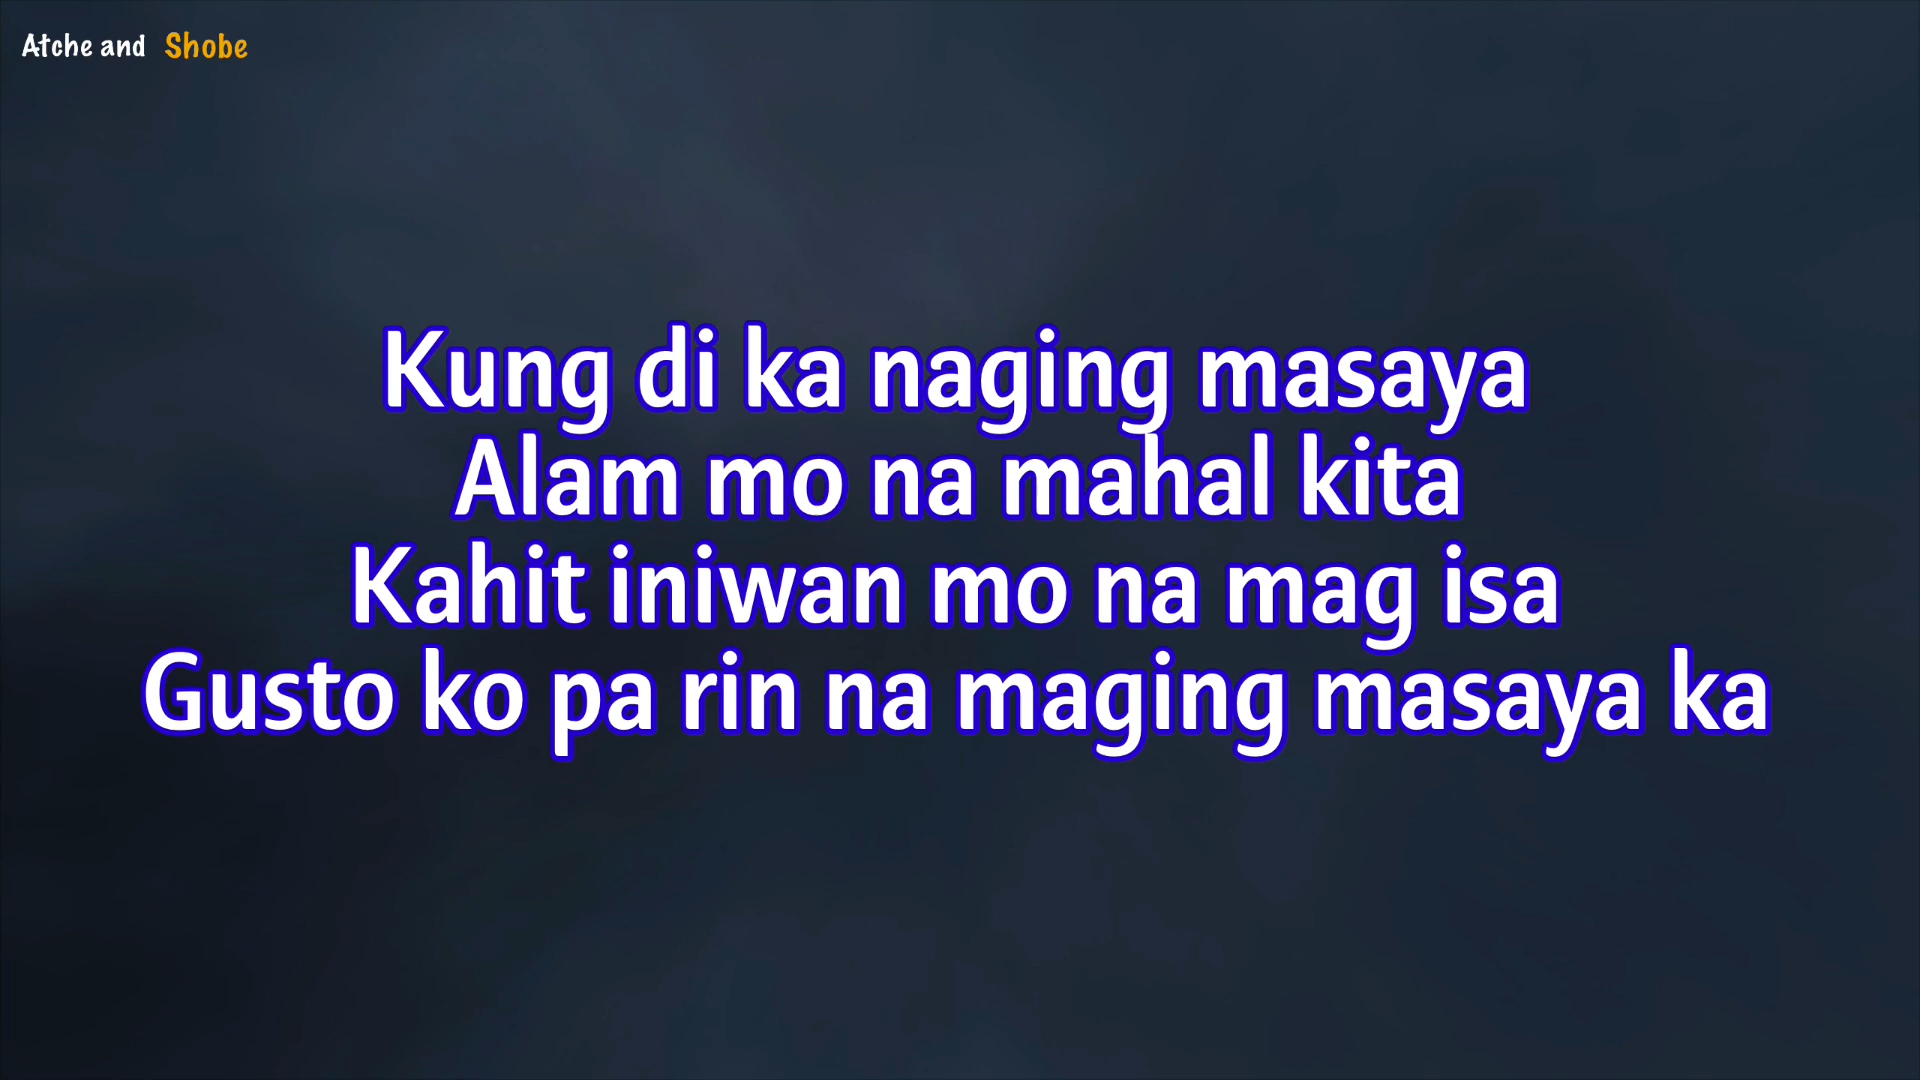 Atche and Shobe
Kung di ka naging masaya
Alam mo na mahal kita
Kahit iniwan mo na mag isa
Gusto ko pa rin na maging masaya ka